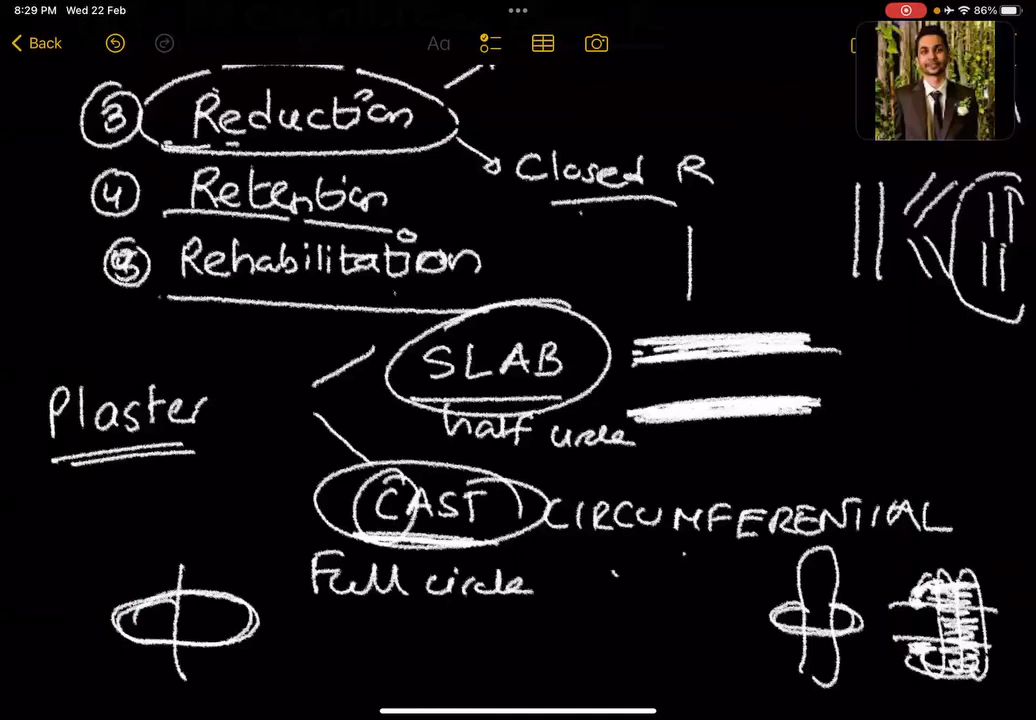 8:29 PM Wed 22 Feb
86%
Back
Aa
3 Reduction
Closed R
4 Retention
5 Rehabilitation
SLAB
half circle
Plaster
CAST CIRCUMFERENTIAL
Full circle